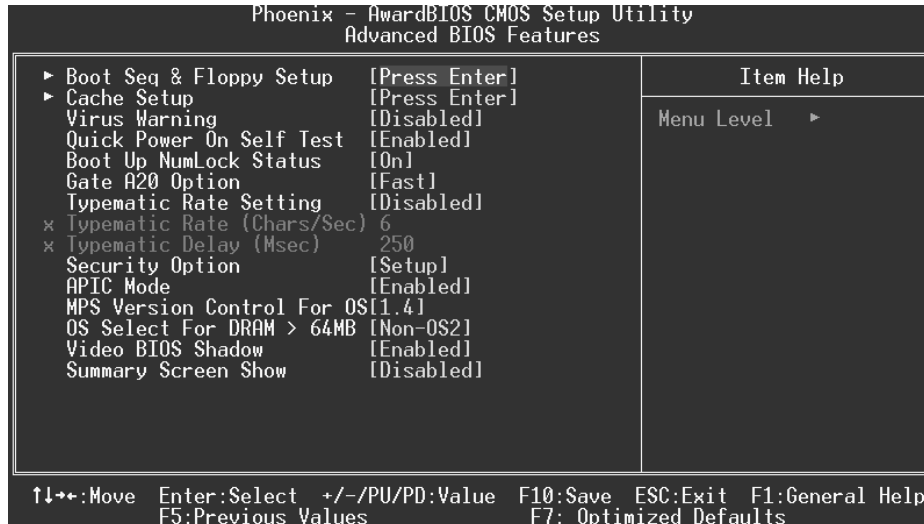 Phoenix - AwardBIOS CMOS Setup Utility
Advanced BIOS Features
► Boot Seq & Floppy Setup [Press Enter]
► Cache Setup [Press Enter]
Virus Warning [Disabled]
Quick Power On Self Test [Enabled]
Boot Up NumLock Status [On]
Gate A20 Option [Fast]
Typematic Rate Setting [Disabled]
x Typematic Rate (Chars/Sec) 6
x Typematic Delay (Msec) 250
Security Option [Setup]
APIC Mode [Enabled]
MPS Version Control For OS[1.4]
OS Select For DRAM > 64MB [Non-OS2]
Video BIOS Shadow [Enabled]
Summary Screen Show [Disabled]
Item Help
Menu Level ►
↑↓→←:Move Enter:Select +/-/PU/PD:Value F10:Save ESC:Exit F1:General Help
F5:Previous Values F7: Optimized Defaults